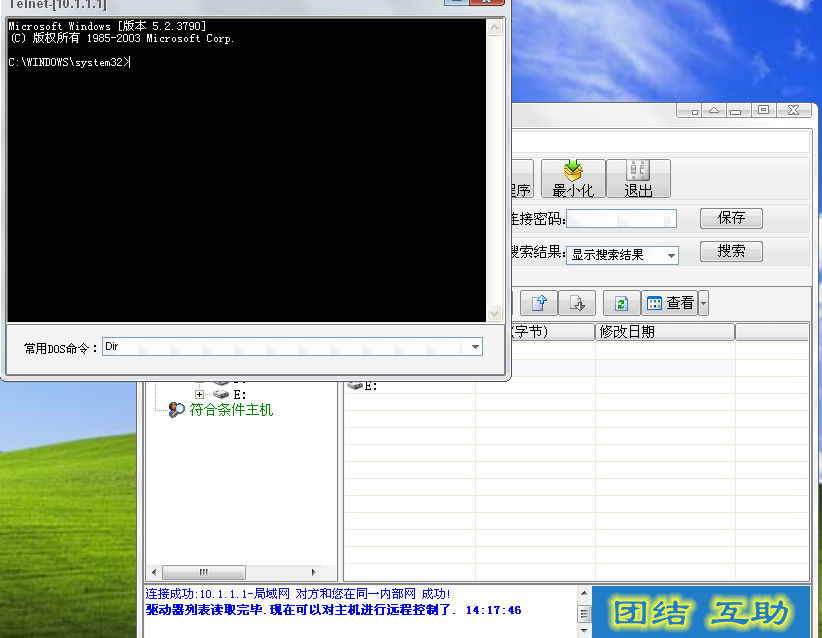 Telnet-[10.1.1.1]
Microsoft Windows [版本 5.2.3790]
(C) 版权所有 1985-2003 Microsoft Corp.
C:\WINDOWS\system32>
常用DOS命令： Dir
程序 最小化 退出
连接密码: 保存
搜索结果: 显示搜索结果 搜索
查看
(字节) 修改日期
E:
E:
符合条件主机
连接成功:10.1.1.1-局域网 对方和您在同一内部网 成功!
驱动器列表读取完毕.现在可以对主机进行远程控制了. 14:17:46
团结 互助